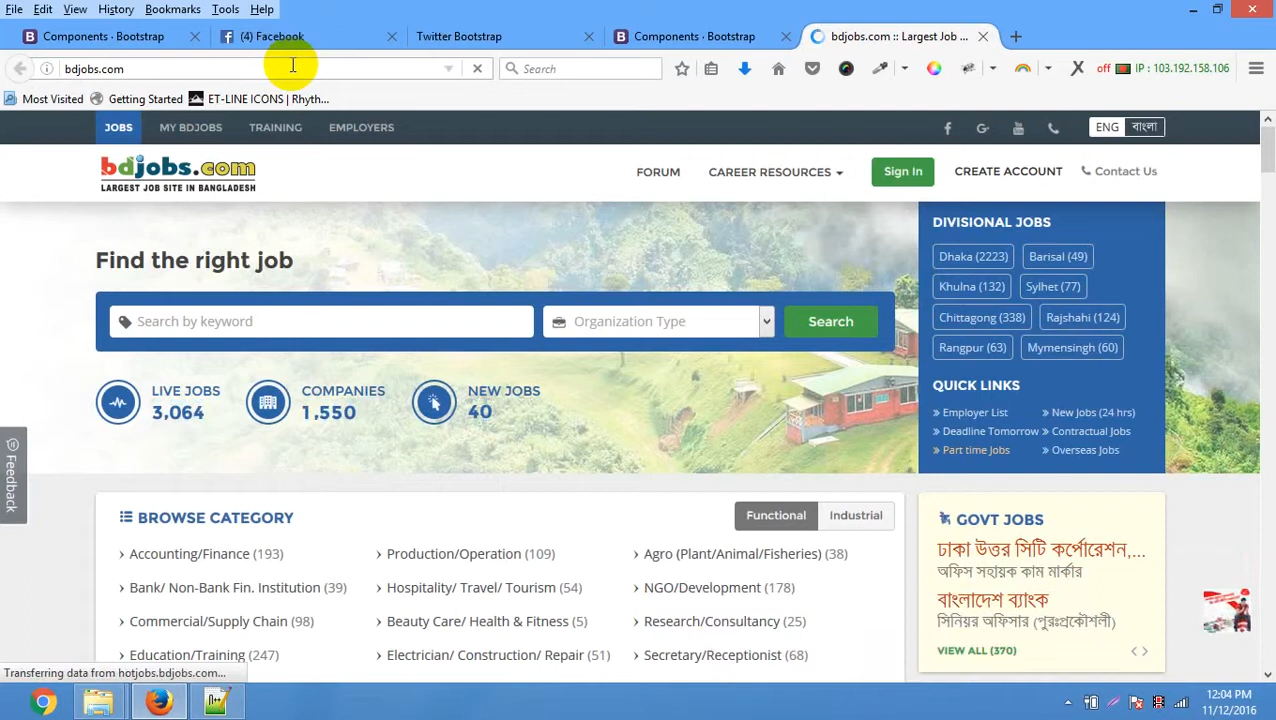 File Edit View History Bookmarks Tools Help
Components · Bootstrap (4) Facebook Twitter Bootstrap Components · Bootstrap bdjobs.com :: Largest Job ...
bdjobs.com Search off IP : 103.192.158.106
Most Visited Getting Started ET-LINE ICONS | Rhyth...
JOBS MY BDJOBS TRAINING EMPLOYERS ENG বাংলা
bdjobs.com
LARGEST JOB SITE IN BANGLADESH
FORUM CAREER RESOURCES Sign In CREATE ACCOUNT Contact Us
Find the right job
Search by keyword Organization Type Search
LIVE JOBS
3,064
COMPANIES
1,550
NEW JOBS
40
DIVISIONAL JOBS
Dhaka (2223) Barisal (49)
Khulna (132) Sylhet (77)
Chittagong (338) Rajshahi (124)
Rangpur (63) Mymensingh (60)
QUICK LINKS
» Employer List » New Jobs (24 hrs)
» Deadline Tomorrow » Contractual Jobs
» Part time Jobs » Overseas Jobs
Feedback
BROWSE CATEGORY Functional Industrial
› Accounting/Finance (193) › Production/Operation (109) › Agro (Plant/Animal/Fisheries) (38)
› Bank/ Non-Bank Fin. Institution (39) › Hospitality/ Travel/ Tourism (54) › NGO/Development (178)
› Commercial/Supply Chain (98) › Beauty Care/ Health & Fitness (5) › Research/Consultancy (25)
› Education/Training (247) › Electrician/ Construction/ Repair (51) › Secretary/Receptionist (68)
GOVT JOBS
ঢাকা উত্তর সিটি কর্পোরেশন,...
অফিস সহায়ক কাম মার্কার
বাংলাদেশ ব্যাংক
সিনিয়র অফিসার (পুরঃপ্রকৌশলী)
VIEW ALL (370)
Transferring data from hotjobs.bdjobs.com...
12:04 PM
11/12/2016